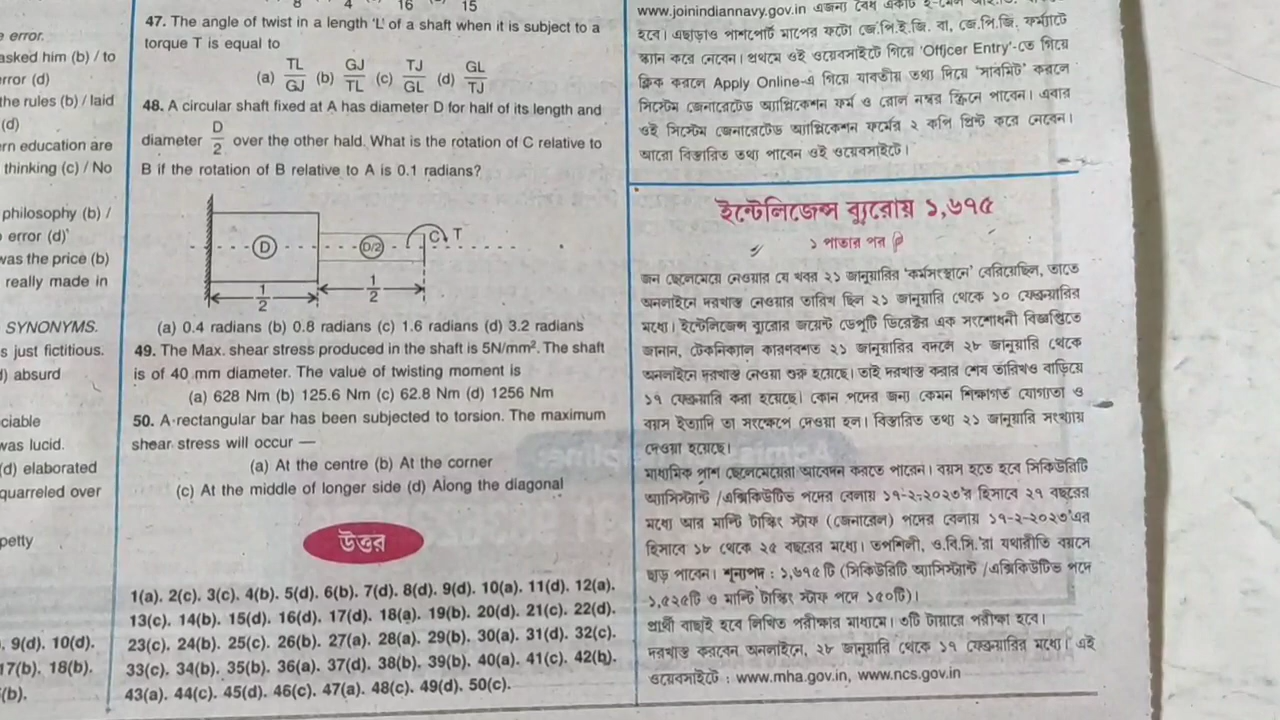 error.
asked him (b) / to
rror (d)
the rules (b) / laid
(d)
ern education are
thinking (c) / No
philosophy (b) /
error (d)'
was the price (b)
really made in
SYNONYMS.
s just fictitious.
absurd
ciable
was lucid.
(d) elaborated
quarreled over
petty
9(d). 10(d).
17(b). 18(b).
(b).
8 4 16 15
47. The angle of twist in a length 'L' of a shaft when it is subject to a
torque T is equal to
(a) TL/GJ (b) GJ/TL (c) TJ/GL (d) GL/TJ
48. A circular shaft fixed at A has diameter D for half of its length and
diameter D/2 over the other hald. What is the rotation of C relative to
B if the rotation of B relative to A is 0.1 radians?
D D/2 C T
1/2 1/2
(a) 0.4 radians (b) 0.8 radians (c) 1.6 radians (d) 3.2 radians
49. The Max. shear stress produced in the shaft is 5N/mm². The shaft
is of 40 mm diameter. The value of twisting moment is
(a) 628 Nm (b) 125.6 Nm (c) 62.8 Nm (d) 1256 Nm
50. A rectangular bar has been subjected to torsion. The maximum
shear stress will occur —
(a) At the centre (b) At the corner
(c) At the middle of longer side (d) Along the diagonal
উত্তর
1(a). 2(c). 3(c). 4(b). 5(d). 6(b). 7(d). 8(d). 9(d). 10(a). 11(d). 12(a).
13(c). 14(b). 15(d). 16(d). 17(d). 18(a). 19(b). 20(d). 21(c). 22(d).
23(c). 24(b). 25(c). 26(b). 27(a). 28(a). 29(b). 30(a). 31(d). 32(c).
33(c). 34(b). 35(b). 36(a). 37(d). 38(b). 39(b). 40(a). 41(c). 42(b).
43(a). 44(c). 45(d). 46(c). 47(a). 48(c). 49(d). 50(c).
www.joinindiannavy.gov.in এজন্য বৈধ একটি
হবে। এছাড়াও পাশপোর্ট মাপের ফটো জে.পি.ই.জি. বা, জে.পি.জি. ফর্ম্যাটে
স্ক্যান করে নেবেন। প্রথমে ওই ওয়েবসাইটে গিয়ে 'Officer Entry'-তে গিয়ে
ক্লিক করলে Apply Online-এ গিয়ে যাবতীয় তথ্য দিয়ে 'সাবমিট' করলে
সিস্টেম জেনারেটেড অ্যাপ্লিকেশন ফর্ম ও রোল নম্বর স্ক্রিনে পাবেন। এবার
ওই সিস্টেম জেনারেটেড অ্যাপ্লিকেশন ফর্মের ২ কপি প্রিন্ট করে নেবেন।
আরো বিস্তারিত তথ্য পাবেন ওই ওয়েবসাইটে।
ইন্টেলিজেন্স ব্যুরোয় ১,৬৭৫
১ পাতার পর
জন ছেলেমেয়ে নেওয়ার যে খবর ২১ জানুয়ারির 'কর্মসংস্থানে' বেরিয়েছিল, তাতে
অনলাইনে দরখাস্ত নেওয়ার তারিখ ছিল ২১ জানুয়ারি থেকে ১০ ফেব্রুয়ারির
মধ্যে। ইন্টেলিজেন্স ব্যুরোর জয়েন্ট ডেপুটি ডিরেক্টর এক সংশোধনী বিজ্ঞপ্তিতে
জানান, টেকনিক্যাল কারণবশত ২১ জানুয়ারির বদলে ২৮ জানুয়ারি থেকে
অনলাইনে দরখাস্ত নেওয়া শুরু হয়েছে। তাই দরখাস্ত করার শেষ তারিখও বাড়িয়ে
১৭ ফেব্রুয়ারি করা হয়েছে। কোন পদের জন্য কেমন শিক্ষাগত যোগ্যতা ও
বয়স ইত্যাদি তা সংক্ষেপে দেওয়া হল। বিস্তারিত তথ্য ২১ জানুয়ারি সংখ্যায়
দেওয়া হয়েছে।
মাধ্যমিক পাশ ছেলেমেয়েরা আবেদন করতে পারেন। বয়স হতে হবে সিকিউরিটি
অ্যাসিস্ট্যান্ট /এক্সিকিউটিভ পদের বেলায় ১৭-২-২০২৩'র হিসাবে ২৭ বছরের
মধ্যে আর মাল্টি টাস্কিং স্টাফ (জেনারেল) পদের বেলায় ১৭-২-২০২৩'এর
হিসাবে ১৮ থেকে ২৫ বছরের মধ্যে। তপশিলী, ও.বি.সি.'রা যথারীতি বয়সে
ছাড় পাবেন। শূন্যপদ : ১,৬৭৫টি (সিকিউরিটি অ্যাসিস্ট্যান্ট /এক্সিকিউটিভ পদে
১,৫২৫টি ও মাল্টি টাস্কিং স্টাফ পদে ১৫০টি)।
প্রার্থী বাছাই হবে লিখিত পরীক্ষার মাধ্যমে। ৩টি টায়ারে পরীক্ষা হবে।
দরখাস্ত করবেন অনলাইনে, ২৮ জানুয়ারি থেকে ১৭ ফেব্রুয়ারির মধ্যে। এই
ওয়েবসাইটে : www.mha.gov.in, www.ncs.gov.in